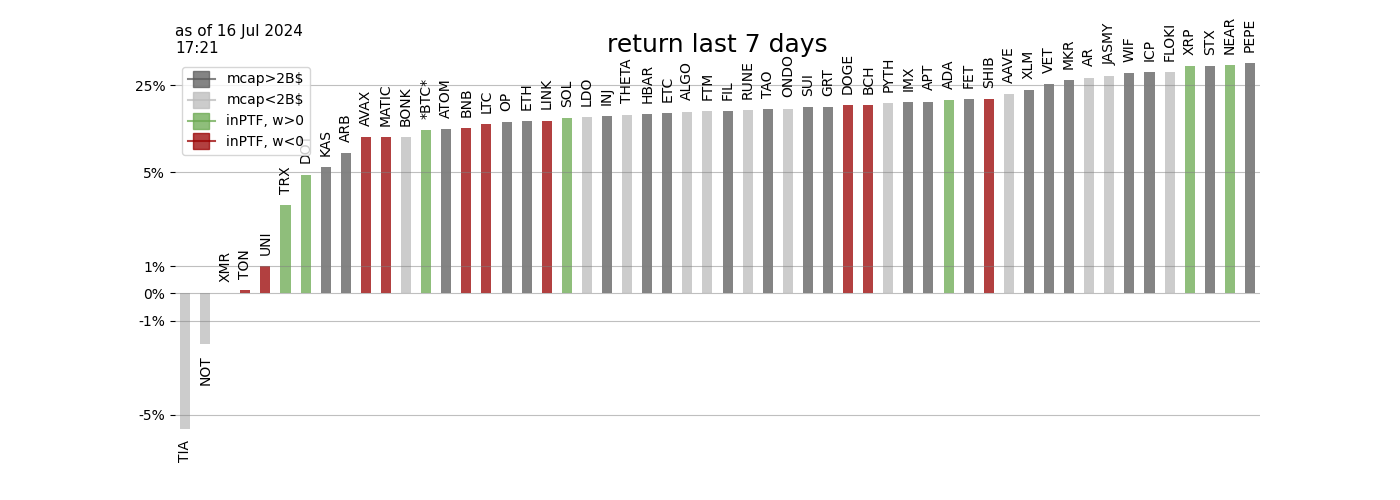 as of 16 Jul 2024
17:21
return last 7 days
mcap>2B$
mcap<2B$
inPTF, w>0
inPTF, w<0
25%
5%
1%
0%
-1%
-5%
TIA
NOT
XMR
TON
UNI
TRX
DOT
KAS
ARB
AVAX
MATIC
BONK
*BTC*
ATOM
BNB
LTC
OP
ETH
LINK
SOL
LDO
INJ
THETA
HBAR
ETC
ALGO
FTM
FIL
RUNE
TAO
ONDO
SUI
GRT
DOGE
BCH
PYTH
IMX
APT
ADA
FET
SHIB
AAVE
XLM
VET
MKR
AR
JASMY
WIF
ICP
FLOKI
XRP
STX
NEAR
PEPE